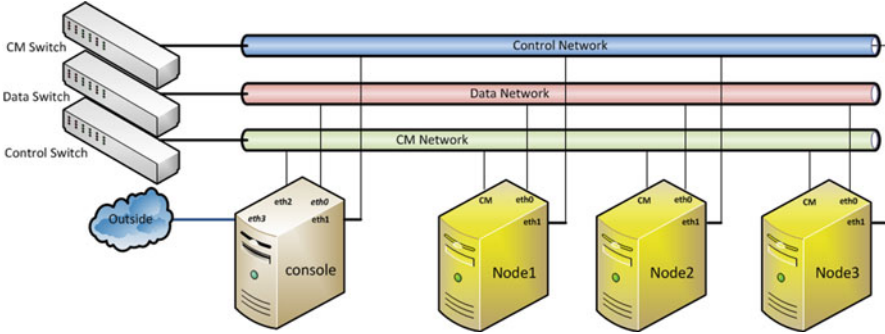 CM Switch
Control Network
Data Switch
Data Network
Control Switch
CM Network
eth2
eth0
eth3
eth1
Outside
console
CM
eth0
eth1
Node1
CM
eth0
eth1
Node2
CM
eth0
eth1
Node3